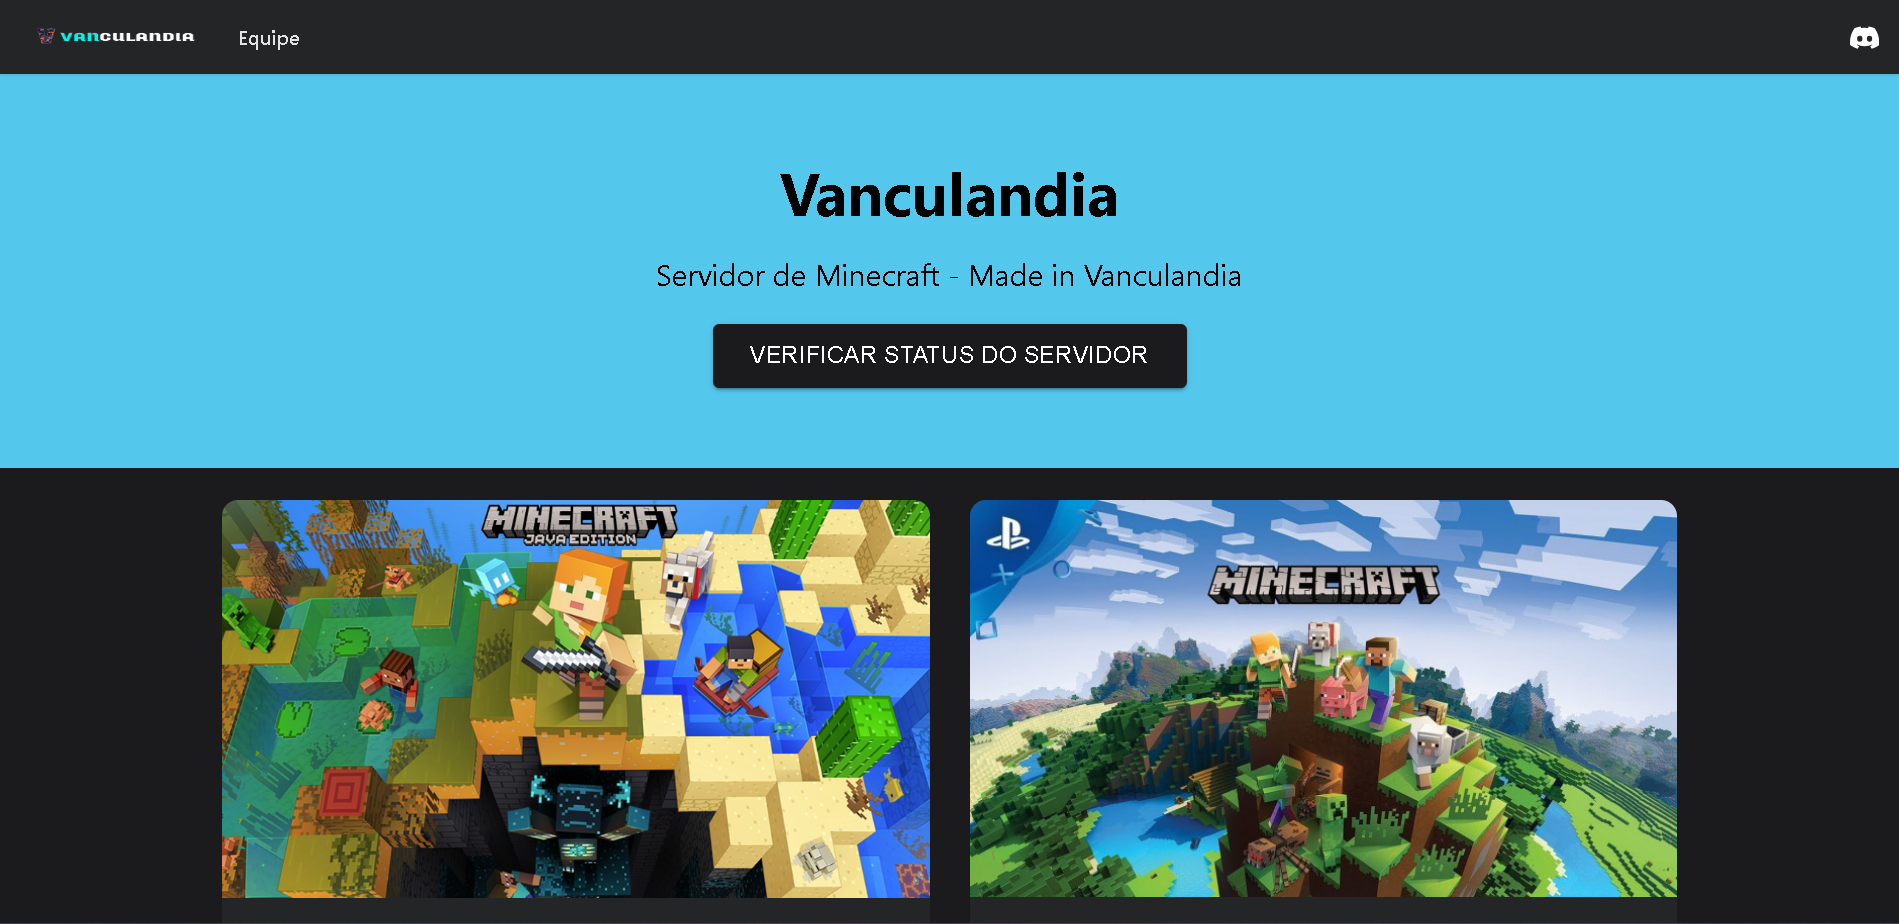 VANCULANDIA
Equipe
Vanculandia
Servidor de Minecraft - Made in Vanculandia
VERIFICAR STATUS DO SERVIDOR
MINECRAFT
JAVA EDITION
MINECRAFT